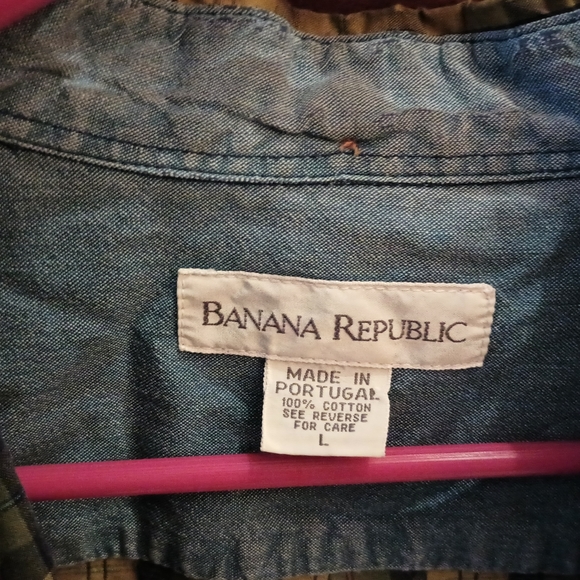 BANANA REPUBLIC
MADE IN
PORTUGAL
100% COTTON
SEE REVERSE
FOR CARE
L